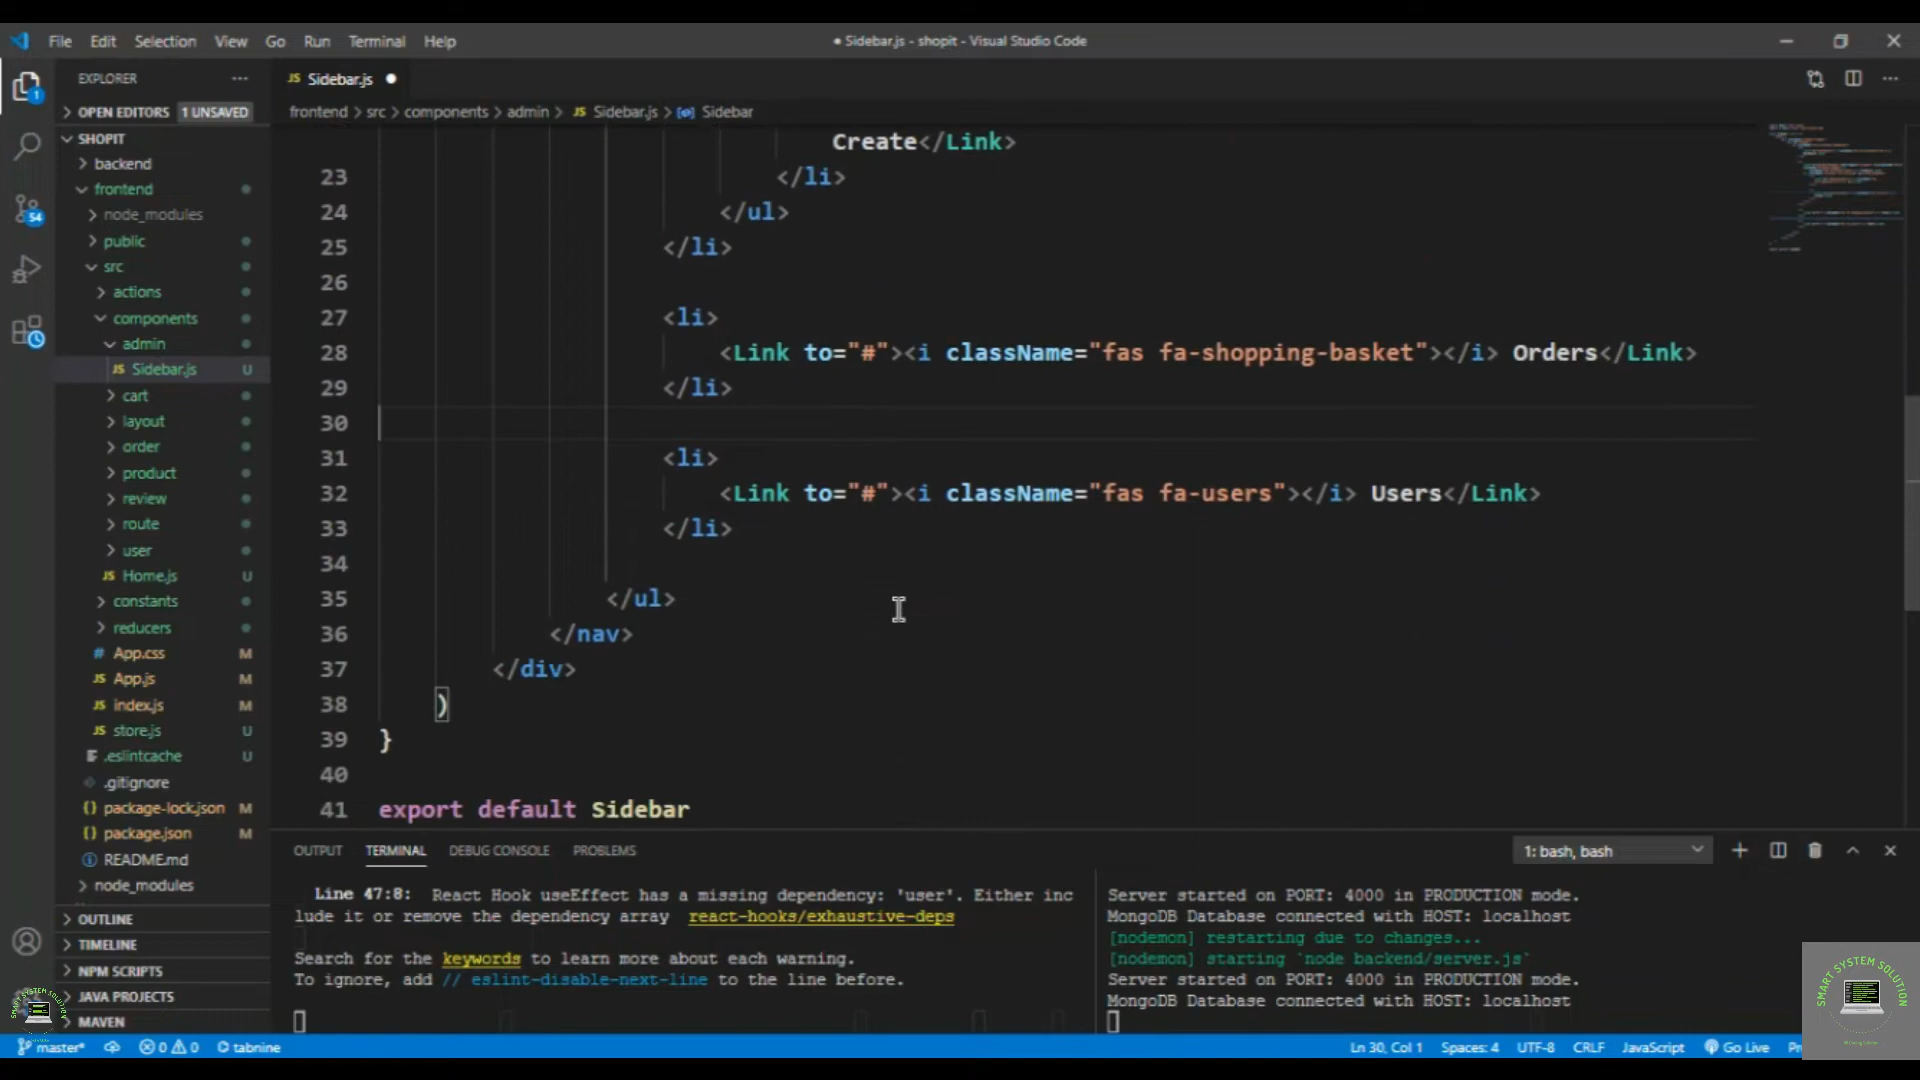 File Edit Selection View Go Run Terminal Help
● Sidebar.js - shopit - Visual Studio Code
EXPLORER
JS Sidebar.js ●
OPEN EDITORS 1 UNSAVED
frontend > src > components > admin > JS Sidebar.js > Sidebar
SHOPIT
backend
frontend
node_modules
public
src
actions
components
admin
JS Sidebar.js U
cart
layout
order
product
review
route
user
JS Home.js U
constants
reducers
# App.css M
JS App.js M
JS index.js M
JS store.js U
.eslintcache U
.gitignore
{} package-lock.json M
{} package.json M
README.md
node_modules
OUTLINE
TIMELINE
NPM SCRIPTS
JAVA PROJECTS
MAVEN
1
54
Create</Link>
23 </li>
24 </ul>
25 </li>
26
27 <li>
28 <Link to="#"><i className="fas fa-shopping-basket"></i> Orders</Link>
29 </li>
30
31 <li>
32 <Link to="#"><i className="fas fa-users"></i> Users</Link>
33 </li>
34
35 </ul>
36 </nav>
37 </div>
38 )
39 }
40
41 export default Sidebar
OUTPUT TERMINAL DEBUG CONSOLE PROBLEMS
1: bash, bash
Line 47:8: React Hook useEffect has a missing dependency: 'user'. Either inc
lude it or remove the dependency array react-hooks/exhaustive-deps
Search for the keywords to learn more about each warning.
To ignore, add // eslint-disable-next-line to the line before.
Server started on PORT: 4000 in PRODUCTION mode.
MongoDB Database connected with HOST: localhost
[nodemon] restarting due to changes...
[nodemon] starting `node backend/server.js`
Server started on PORT: 4000 in PRODUCTION mode.
MongoDB Database connected with HOST: localhost
SMART SYSTEM SOLUTION
SMART SYSTEM SOLUTION
master* 0 0 tabnine
Ln 30, Col 1 Spaces: 4 UTF-8 CRLF JavaScript Go Live